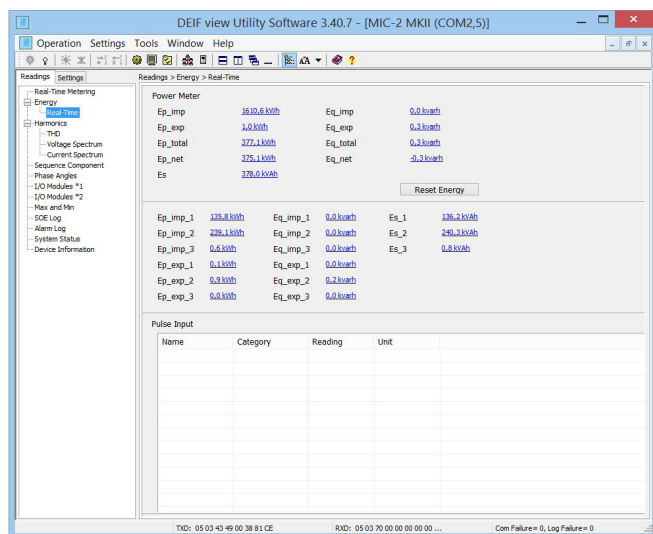 DEIF view Utility Software 3.40.7 - [MIC-2 MKII (COM2,5)]
Operation Settings Tools Window Help
Readings Settings
Readings > Energy > Real-Time
Real-Time Metering
Energy
Real-Time
Harmonics
THD
Voltage Spectrum
Current Spectrum
Sequence Component
Phase Angles
I/O Modules *1
I/O Modules *2
Max and Min
SOE Log
Alarm Log
System Status
Device Information
Power Meter
Ep_imp 1610,6 kWh Eq_imp 0,0 kvarh
Ep_exp 1,0 kWh Eq_exp 0,3 kvarh
Ep_total 377,1 kWh Eq_total 0,3 kvarh
Ep_net 375,1 kWh Eq_net -0,3 kvarh
Es 378,0 kVAh
Reset Energy
Ep_imp_1 135,8 kWh Eq_imp_1 0,0 kvarh Es_1 136,2 kVAh
Ep_imp_2 239,1 kWh Eq_imp_2 0,0 kvarh Es_2 240,3 kVAh
Ep_imp_3 0,6 kWh Eq_imp_3 0,0 kvarh Es_3 0,8 kVAh
Ep_exp_1 0,1 kWh Eq_exp_1 0,0 kvarh
Ep_exp_2 0,9 kWh Eq_exp_2 0,2 kvarh
Ep_exp_3 0,0 kWh Eq_exp_3 0,0 kvarh
Pulse Input
Name Category Reading Unit
TXD: 05 03 43 49 00 38 81 CE RXD: 05 03 70 00 00 00 00 00 ... Com Failure= 0, Log Failure= 0